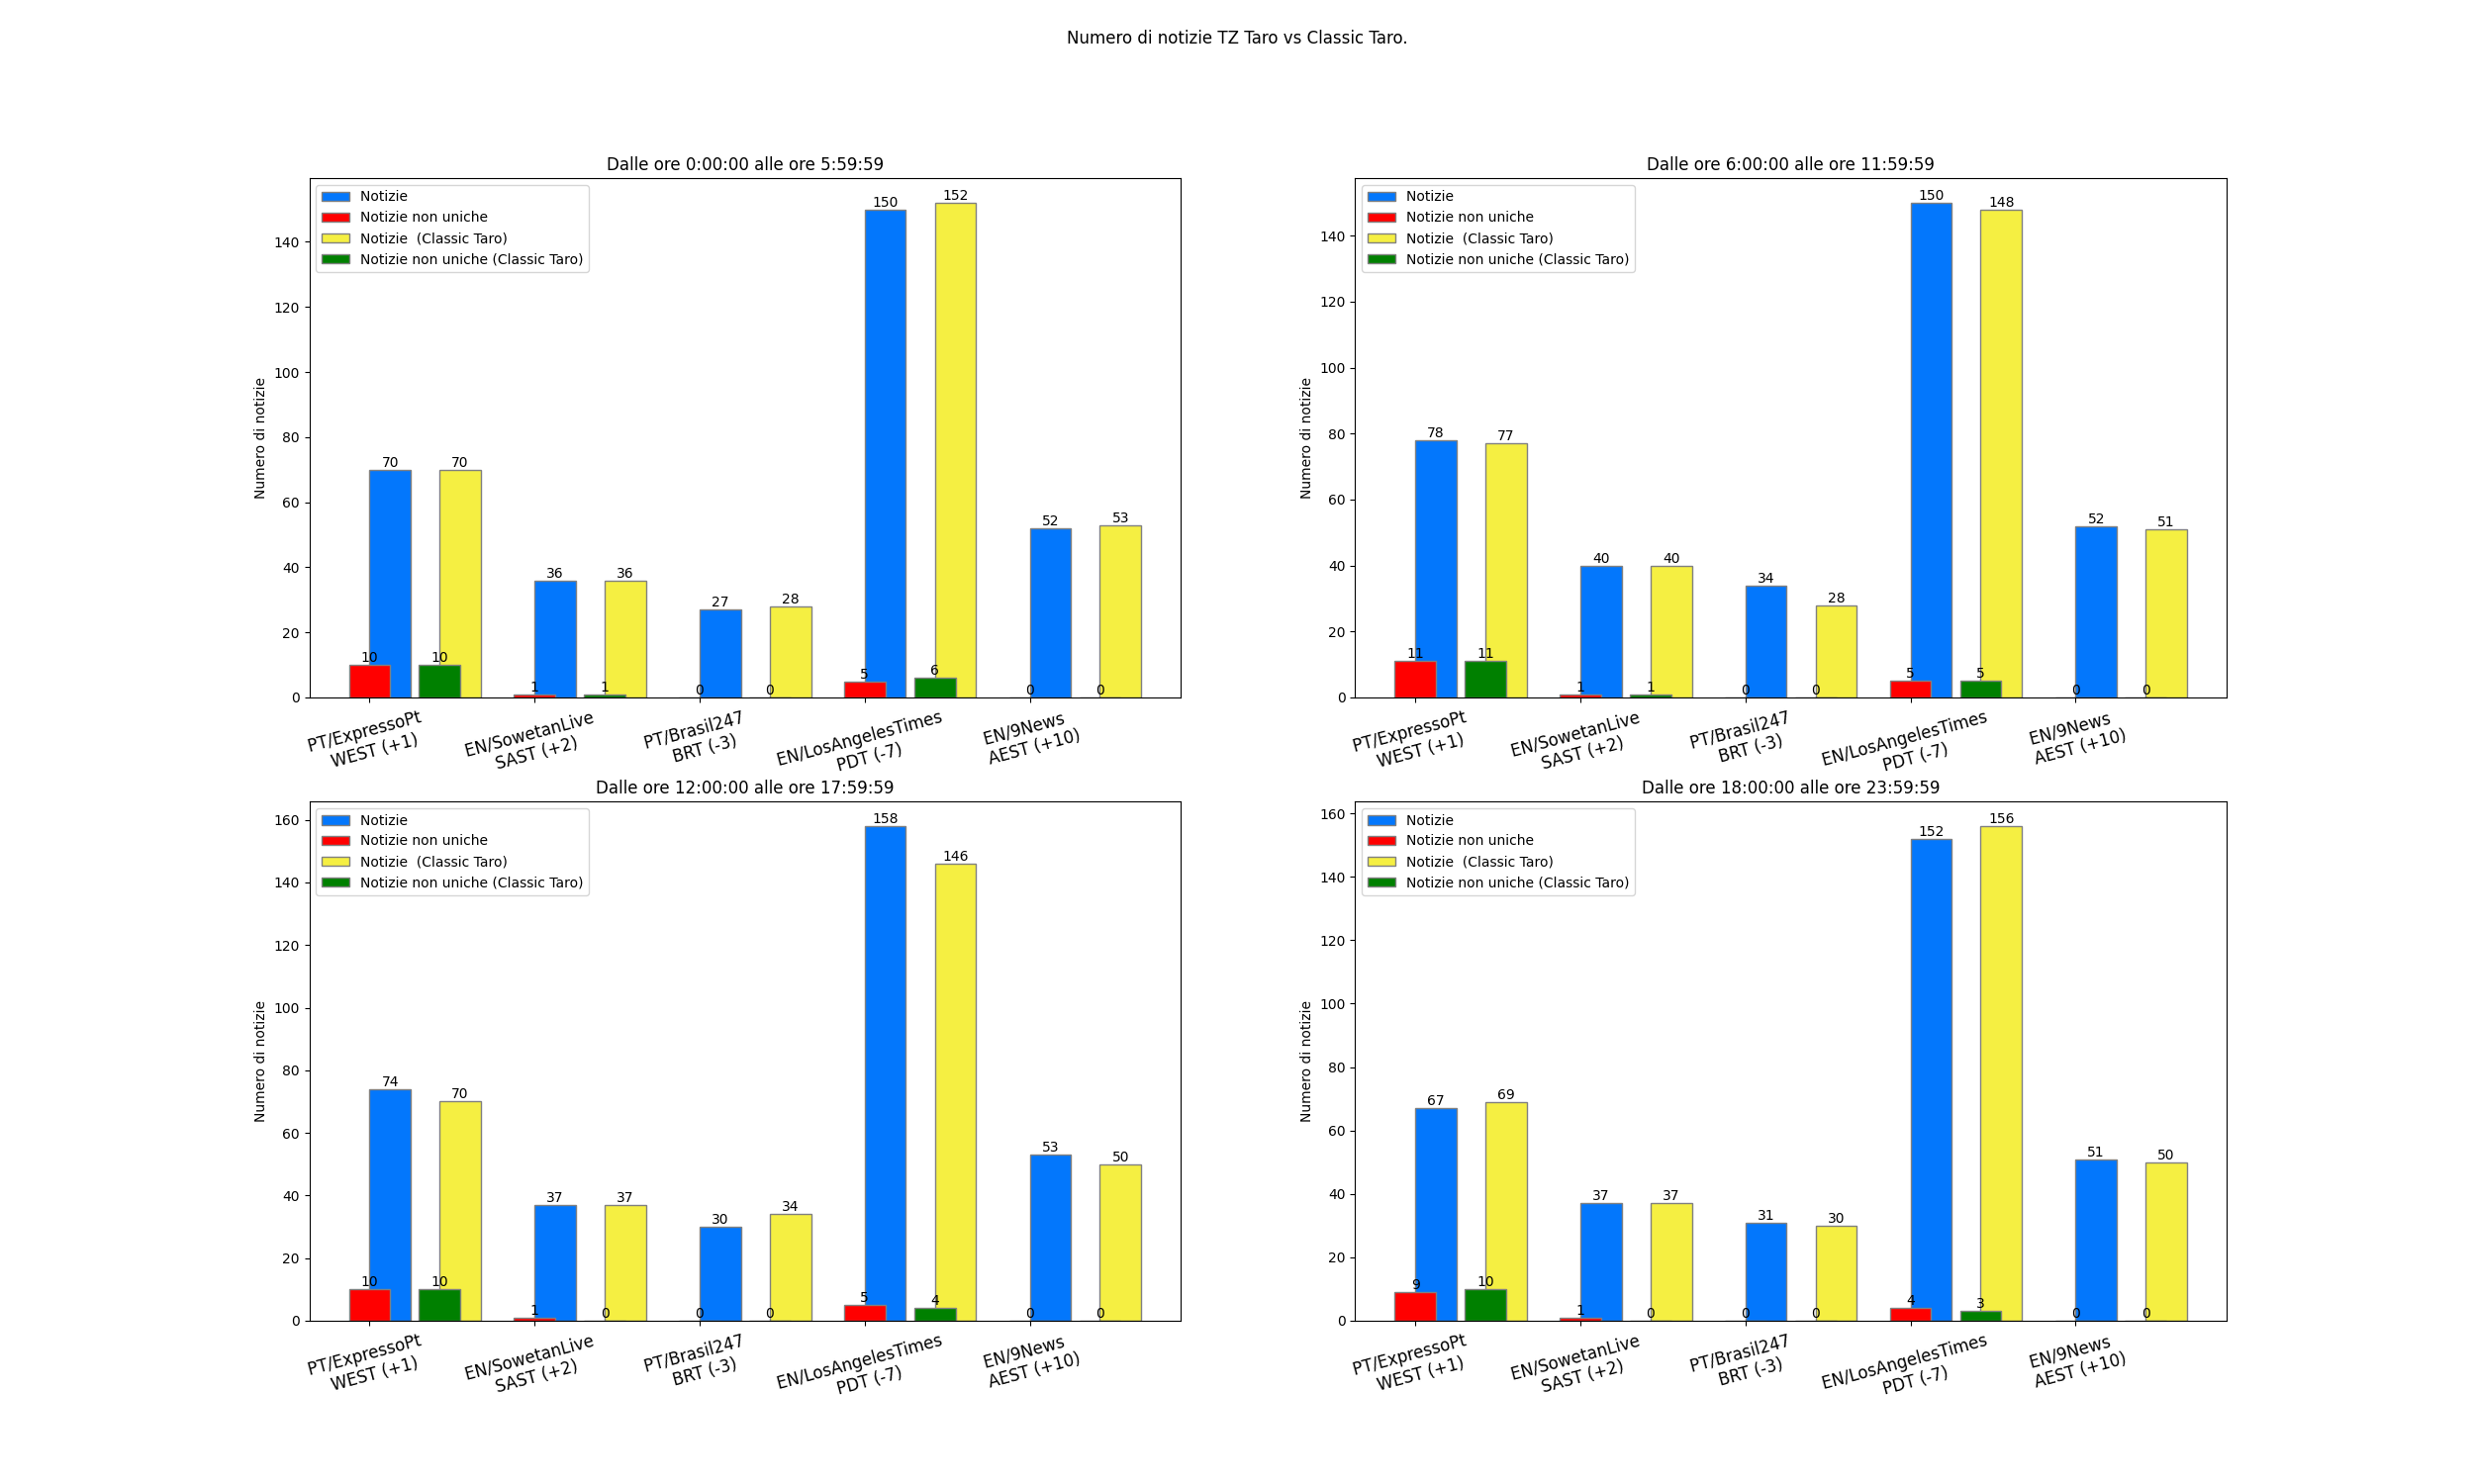 Numero di notizie TZ Taro vs Classic Taro.
Dalle ore 0:00:00 alle ore 5:59:59
Notizie
Notizie non uniche
Notizie  (Classic Taro)
Notizie non uniche (Classic Taro)
Numero di notizie
140
120
100
80
60
40
20
0
70 70 36 36 27 28 150 152 52 53
10 10 1 1 0 0 5 6 0 0
PT/ExpressoPt
WEST (+1)
EN/SowetanLive
SAST (+2)
PT/Brasil247
BRT (-3)
EN/LosAngelesTimes
PDT (-7)
EN/9News
AEST (+10)
Dalle ore 6:00:00 alle ore 11:59:59
Notizie
Notizie non uniche
Notizie  (Classic Taro)
Notizie non uniche (Classic Taro)
Numero di notizie
140
120
100
80
60
40
20
0
78 77 40 40 34 28 150 148 52 51
11 11 1 1 0 0 5 5 0 0
PT/ExpressoPt
WEST (+1)
EN/SowetanLive
SAST (+2)
PT/Brasil247
BRT (-3)
EN/LosAngelesTimes
PDT (-7)
EN/9News
AEST (+10)
Dalle ore 12:00:00 alle ore 17:59:59
Notizie
Notizie non uniche
Notizie  (Classic Taro)
Notizie non uniche (Classic Taro)
Numero di notizie
160
140
120
100
80
60
40
20
0
74 70 37 37 30 34 158 146 53 50
10 10 1 0 0 0 5 4 0 0
PT/ExpressoPt
WEST (+1)
EN/SowetanLive
SAST (+2)
PT/Brasil247
BRT (-3)
EN/LosAngelesTimes
PDT (-7)
EN/9News
AEST (+10)
Dalle ore 18:00:00 alle ore 23:59:59
Notizie
Notizie non uniche
Notizie  (Classic Taro)
Notizie non uniche (Classic Taro)
Numero di notizie
160
140
120
100
80
60
40
20
0
67 69 37 37 31 30 152 156 51 50
9 10 1 0 0 0 4 3 0 0
PT/ExpressoPt
WEST (+1)
EN/SowetanLive
SAST (+2)
PT/Brasil247
BRT (-3)
EN/LosAngelesTimes
PDT (-7)
EN/9News
AEST (+10)